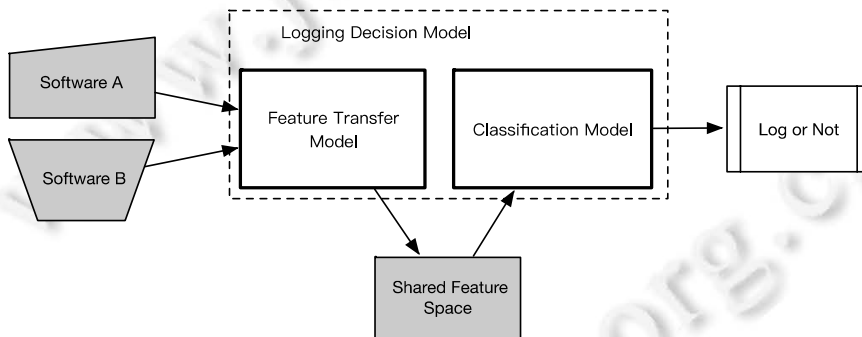 Logging Decision Model
Software A
Feature Transfer
Model
Classification Model
Log or Not
Software B
Shared Feature
Space